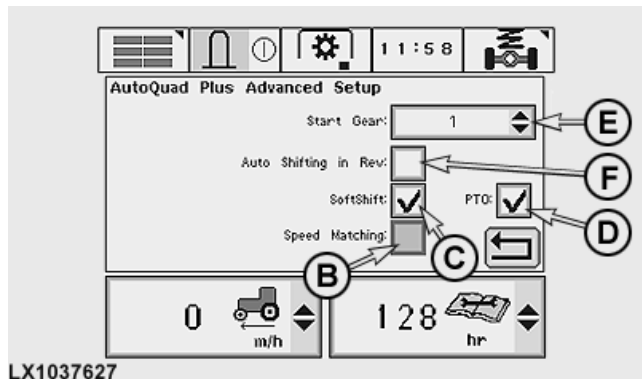 11:58
AutoQuad Plus Advanced Setup
Start Gear: 1
E
Auto Shifting in Rev:
F
SoftShift:
PTO:
D
Speed Matching:
B
C
0
m/h
128
hr
LX1037627